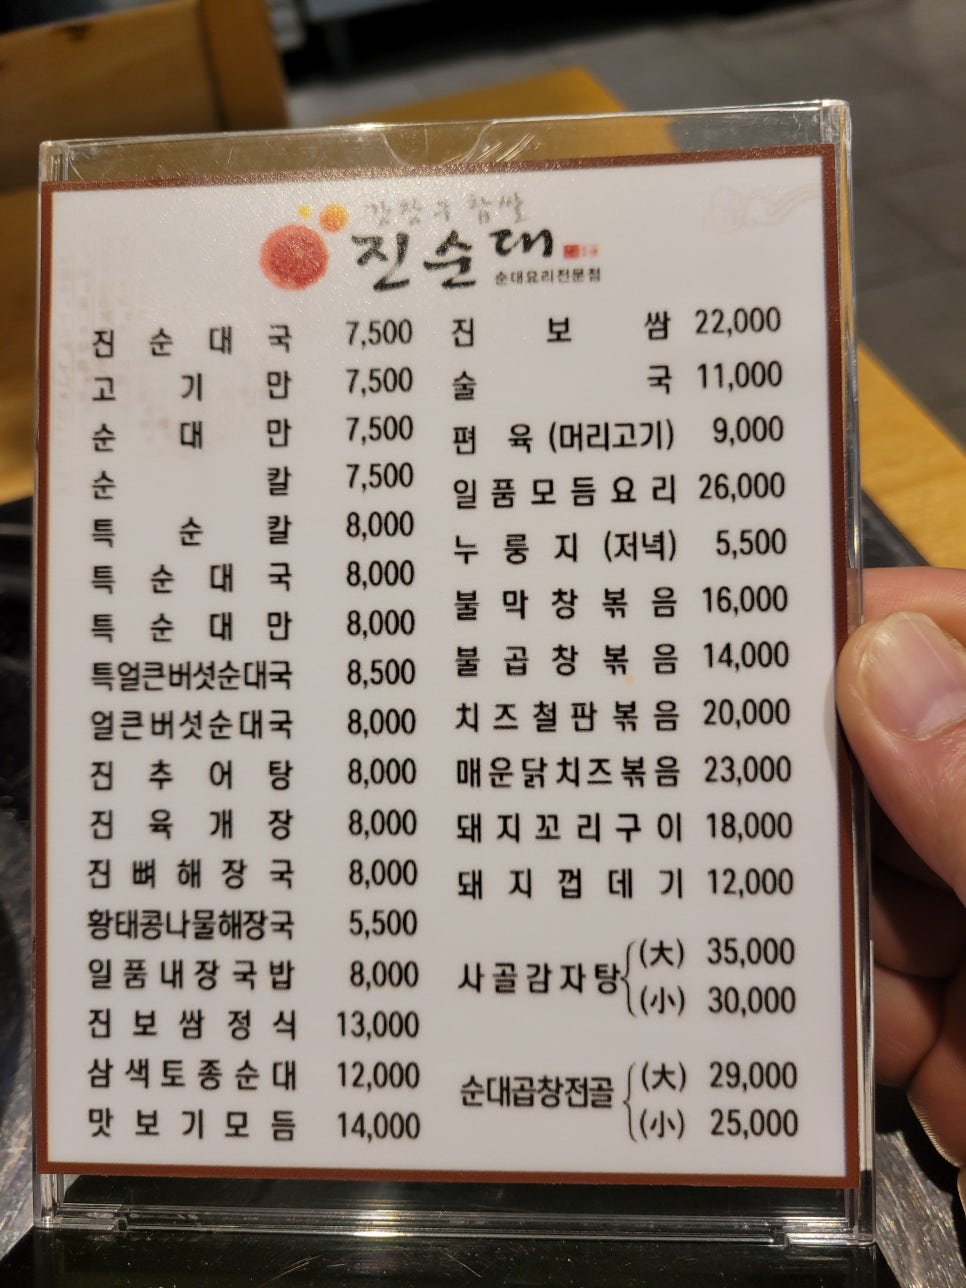 진순대
순대요리전문점
진순대국 7,500
고기만 7,500
순대만 7,500
순칼 7,500
특순칼 8,000
특순대국 8,000
특순대만 8,000
특얼큰버섯순대국 8,500
얼큰버섯순대국 8,000
진추어탕 8,000
진육개장 8,000
진뼈해장국 8,000
황태콩나물해장국 5,500
일품내장국밥 8,000
진보쌈정식 13,000
삼색토종순대 12,000
맛보기모듬 14,000
진보쌈 22,000
술국 11,000
편육 (머리고기) 9,000
일품모듬요리 26,000
누룽지 (저녁) 5,500
불막창볶음 16,000
불곱창볶음 14,000
치즈철판볶음 20,000
매운닭치즈볶음 23,000
돼지꼬리구이 18,000
돼지껍데기 12,000
사골감자탕 (大) 35,000
(小) 30,000
순대곱창전골 (大) 29,000
(小) 25,000